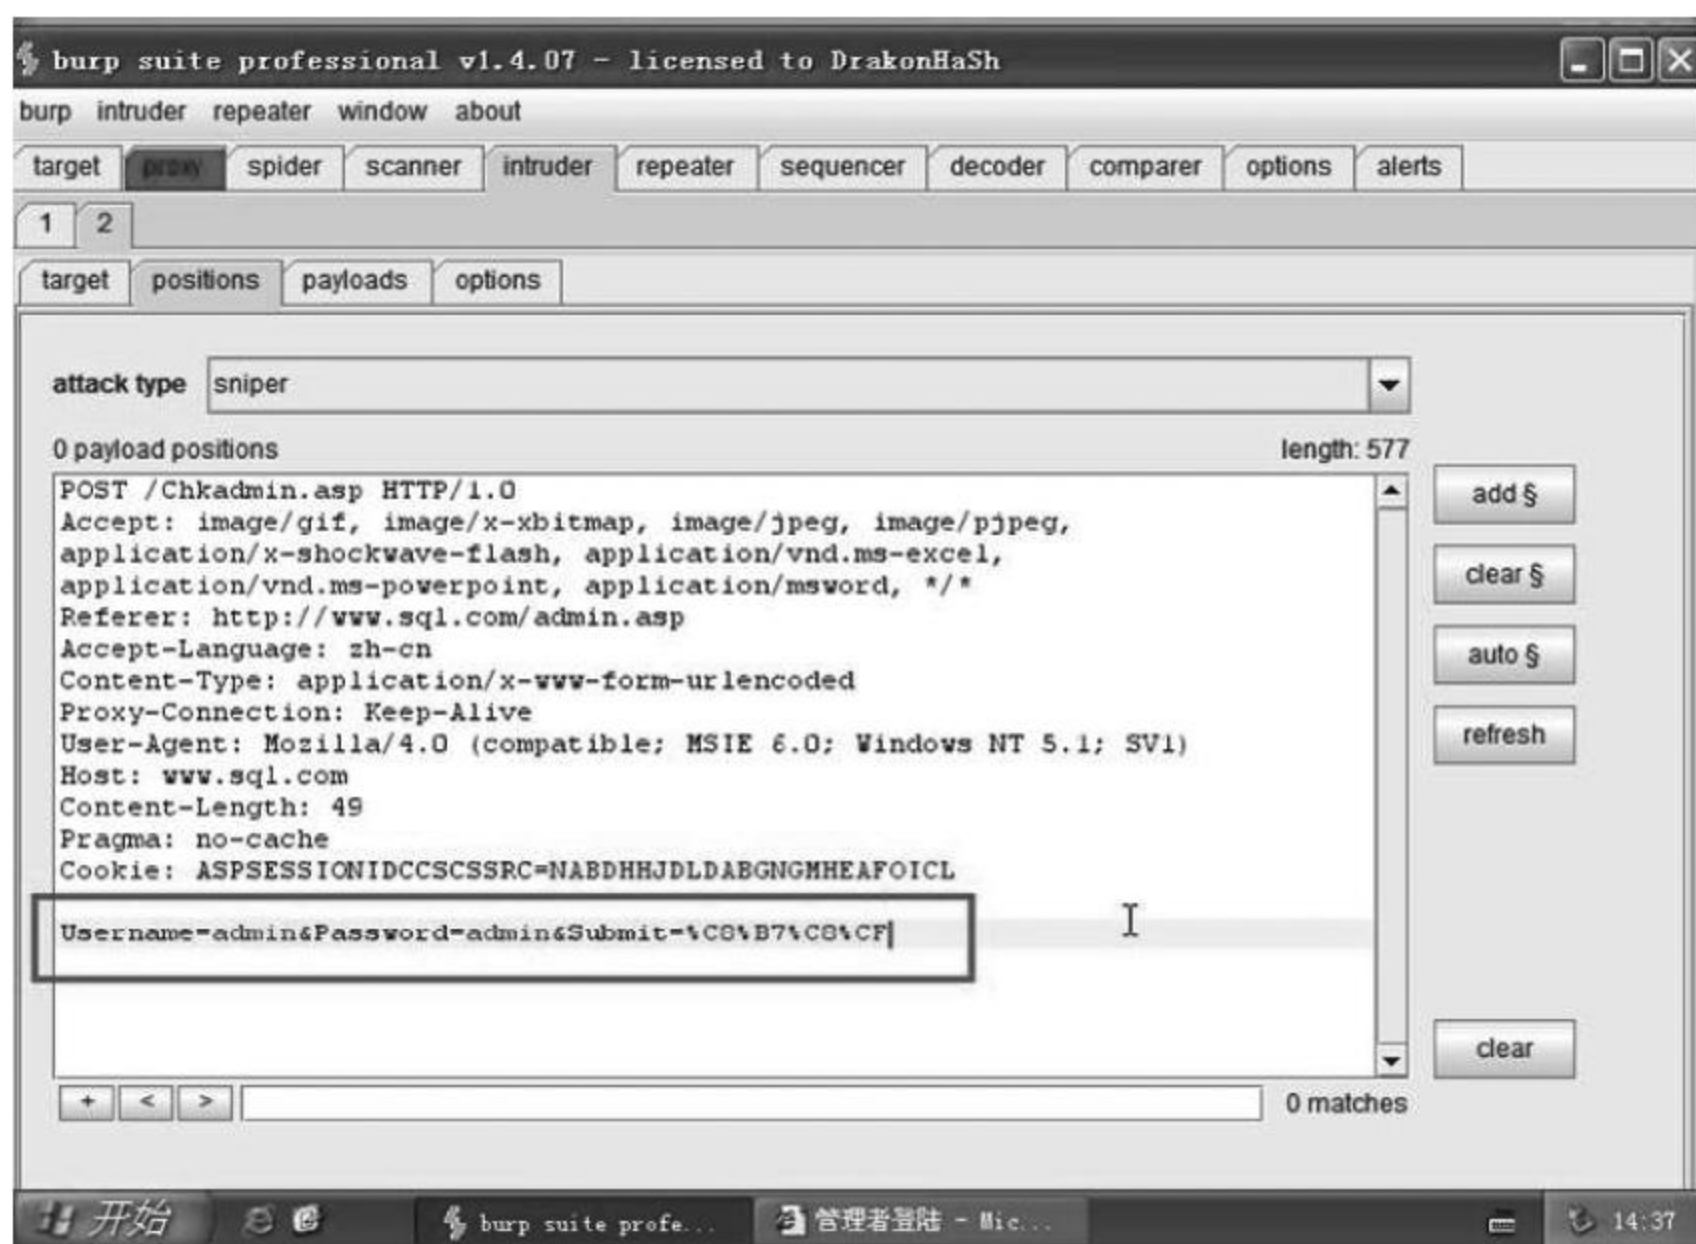 burp suite professional v1.4.07 - licensed to DrakonHaSh
burp intruder repeater window about
target proxy spider scanner intruder repeater sequencer decoder comparer options alerts
1 2
target positions payloads options
attack type sniper
0 payload positions length: 577
POST /Chkadmin.asp HTTP/1.0
Accept: image/gif, image/x-xbitmap, image/jpeg, image/pjpeg,
application/x-shockwave-flash, application/vnd.ms-excel,
application/vnd.ms-powerpoint, application/msword, */*
Referer: http://www.sql.com/admin.asp
Accept-Language: zh-cn
Content-Type: application/x-www-form-urlencoded
Proxy-Connection: Keep-Alive
User-Agent: Mozilla/4.0 (compatible; MSIE 6.0; Windows NT 5.1; SV1)
Host: www.sql.com
Content-Length: 49
Pragma: no-cache
Cookie: ASPSESSIONIDCCSCSSRC=NABDHHJDLDABGNGMHEAFOICL
Username=admin&Password=admin&Submit=%C8%B7%C8%CF
add §
clear §
auto §
refresh
clear
+ < > 0 matches
开始 burp suite profe... 管理者登陆 - Mic... 14:37